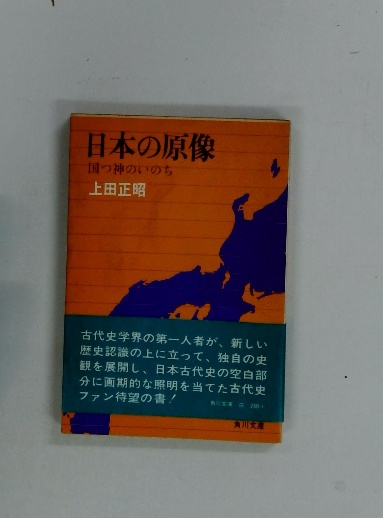 日本の原像
国つ神のいのち
上田正昭
古代史学界の第一人者が、新しい
歴史認識の上に立って、独自の史
観を展開し、日本古代史の空白部
分に画期的な照明を当てた古代史
ファン待望の書！
角川文庫
角川文庫